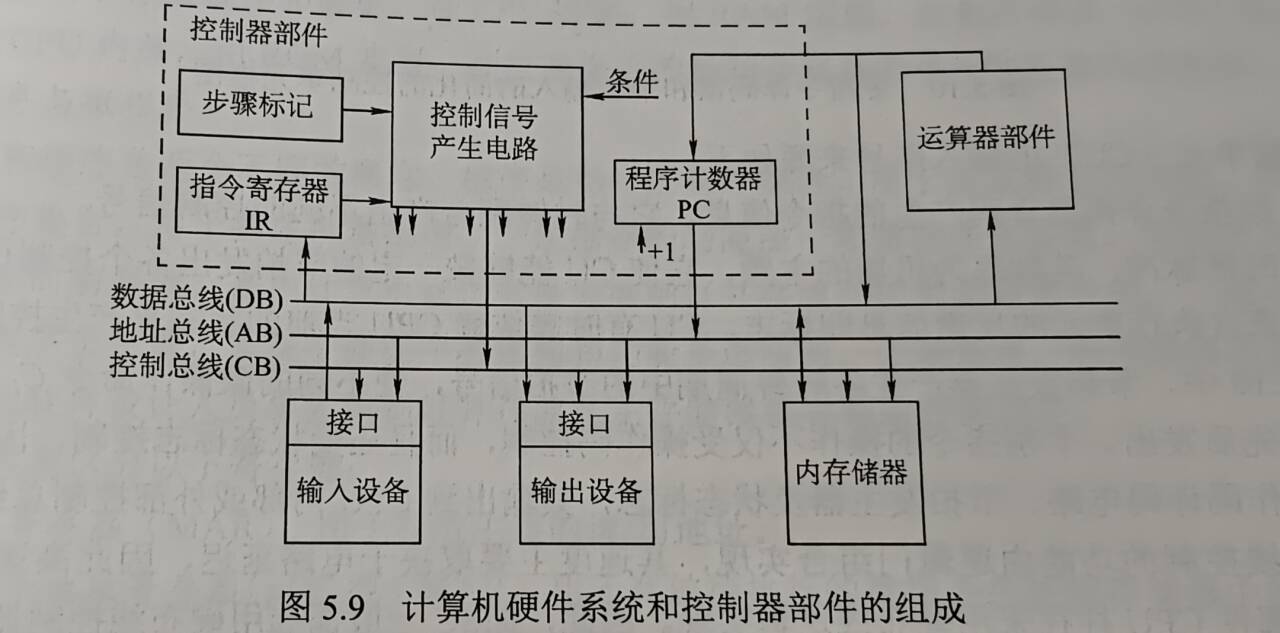 控制器部件
步骤标记
控制信号
产生电路
条件
运算器部件
指令寄存器
IR
程序计数器
PC
+1
数据总线(DB)
地址总线(AB)
控制总线(CB)
接口
输入设备
接口
输出设备
内存储器
图 5.9 计算机硬件系统和控制器部件的组成